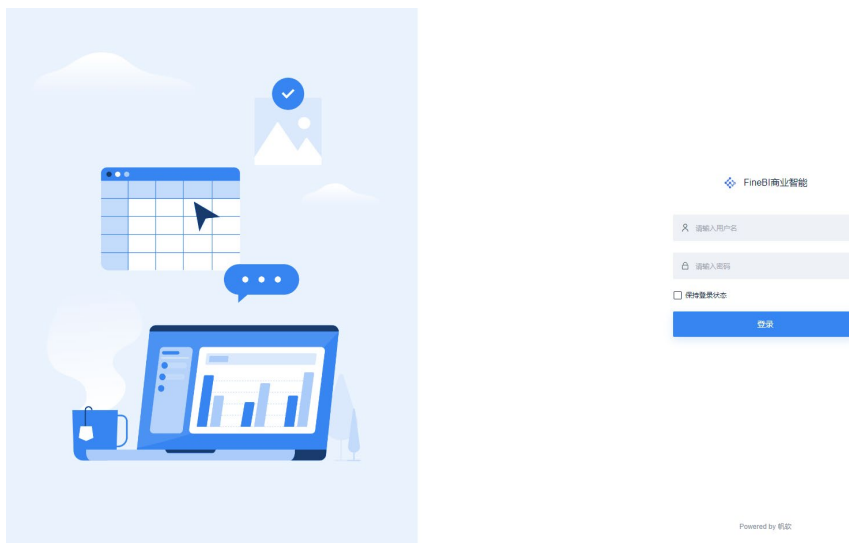 FineBI商业智能
请输入用户名
请输入密码
保持登录状态
登录
Powered by 帆软